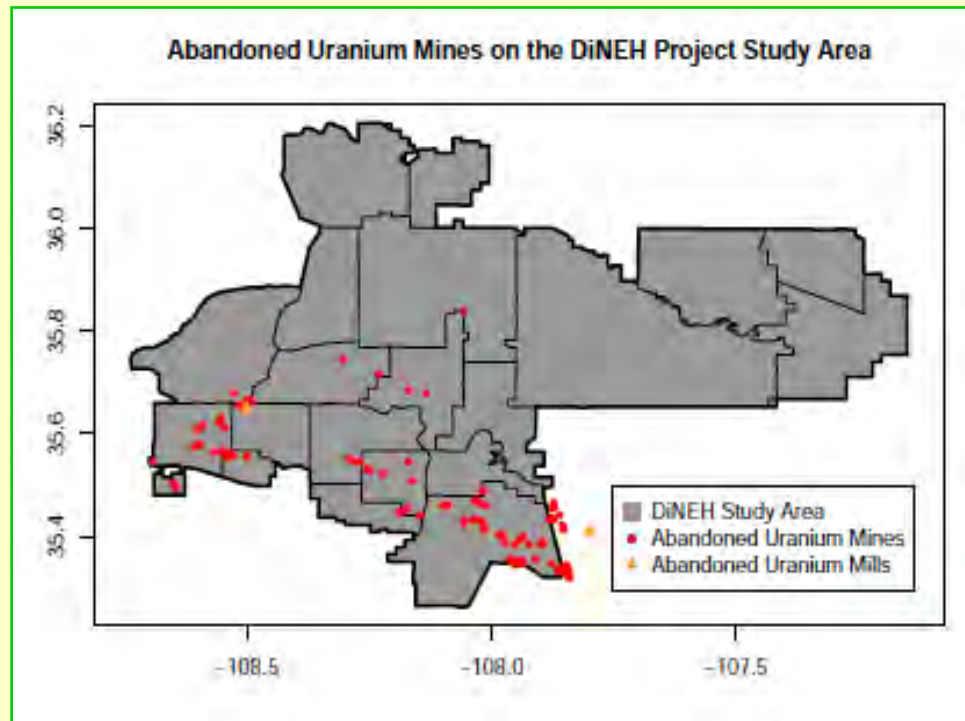 Abandoned Uranium Mines on the DiNEH Project Study Area
36.2
36.0
35.8
35.6
35.4
DiNEH Study Area
Abandoned Uranium Mines
Abandoned Uranium Mills
-108.5
-108.0
-107.5